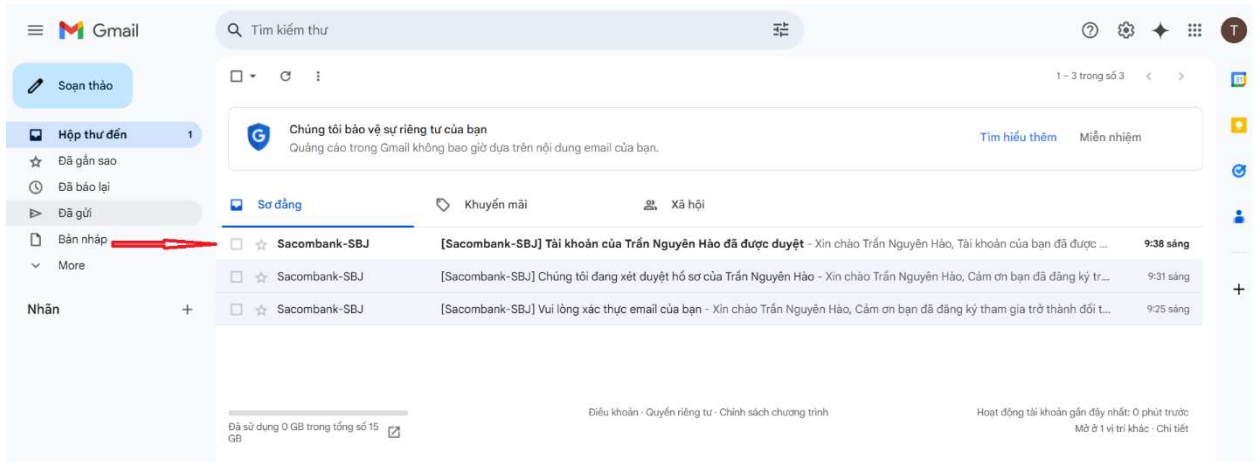 Gmail
Tìm kiếm thư
T
Soạn thảo
1 – 3 trong số 3
31
Hộp thư đến 1
Đã gắn sao
Đã báo lại
Đã gửi
Bản nháp
More
Nhãn
G
Chúng tôi bảo vệ sự riêng tư của bạn
Quảng cáo trong Gmail không bao giờ dựa trên nội dung email của bạn.
Tìm hiểu thêm Miễn nhiệm
Sơ đẳng Khuyến mãi Xã hội
Sacombank-SBJ [Sacombank-SBJ] Tài khoản của Trần Nguyên Hào đã được duyệt - Xin chào Trần Nguyên Hào, Tài khoản của bạn đã được ... 9:38 sáng
Sacombank-SBJ [Sacombank-SBJ] Chúng tôi đang xét duyệt hồ sơ của Trần Nguyên Hào - Xin chào Trần Nguyên Hào, Cám ơn bạn đã đăng ký tr... 9:31 sáng
Sacombank-SBJ [Sacombank-SBJ] Vui lòng xác thực email của bạn - Xin chào Trần Nguyên Hào, Cảm ơn bạn đã đăng ký tham gia trở thành đối t... 9:25 sáng
Đã sử dụng 0 GB trong tổng số 15
GB
Điều khoản · Quyền riêng tư · Chính sách chương trình
Hoạt động tài khoản gần đây nhất: 0 phút trước
Mở ở 1 vị trí khác · Chi tiết